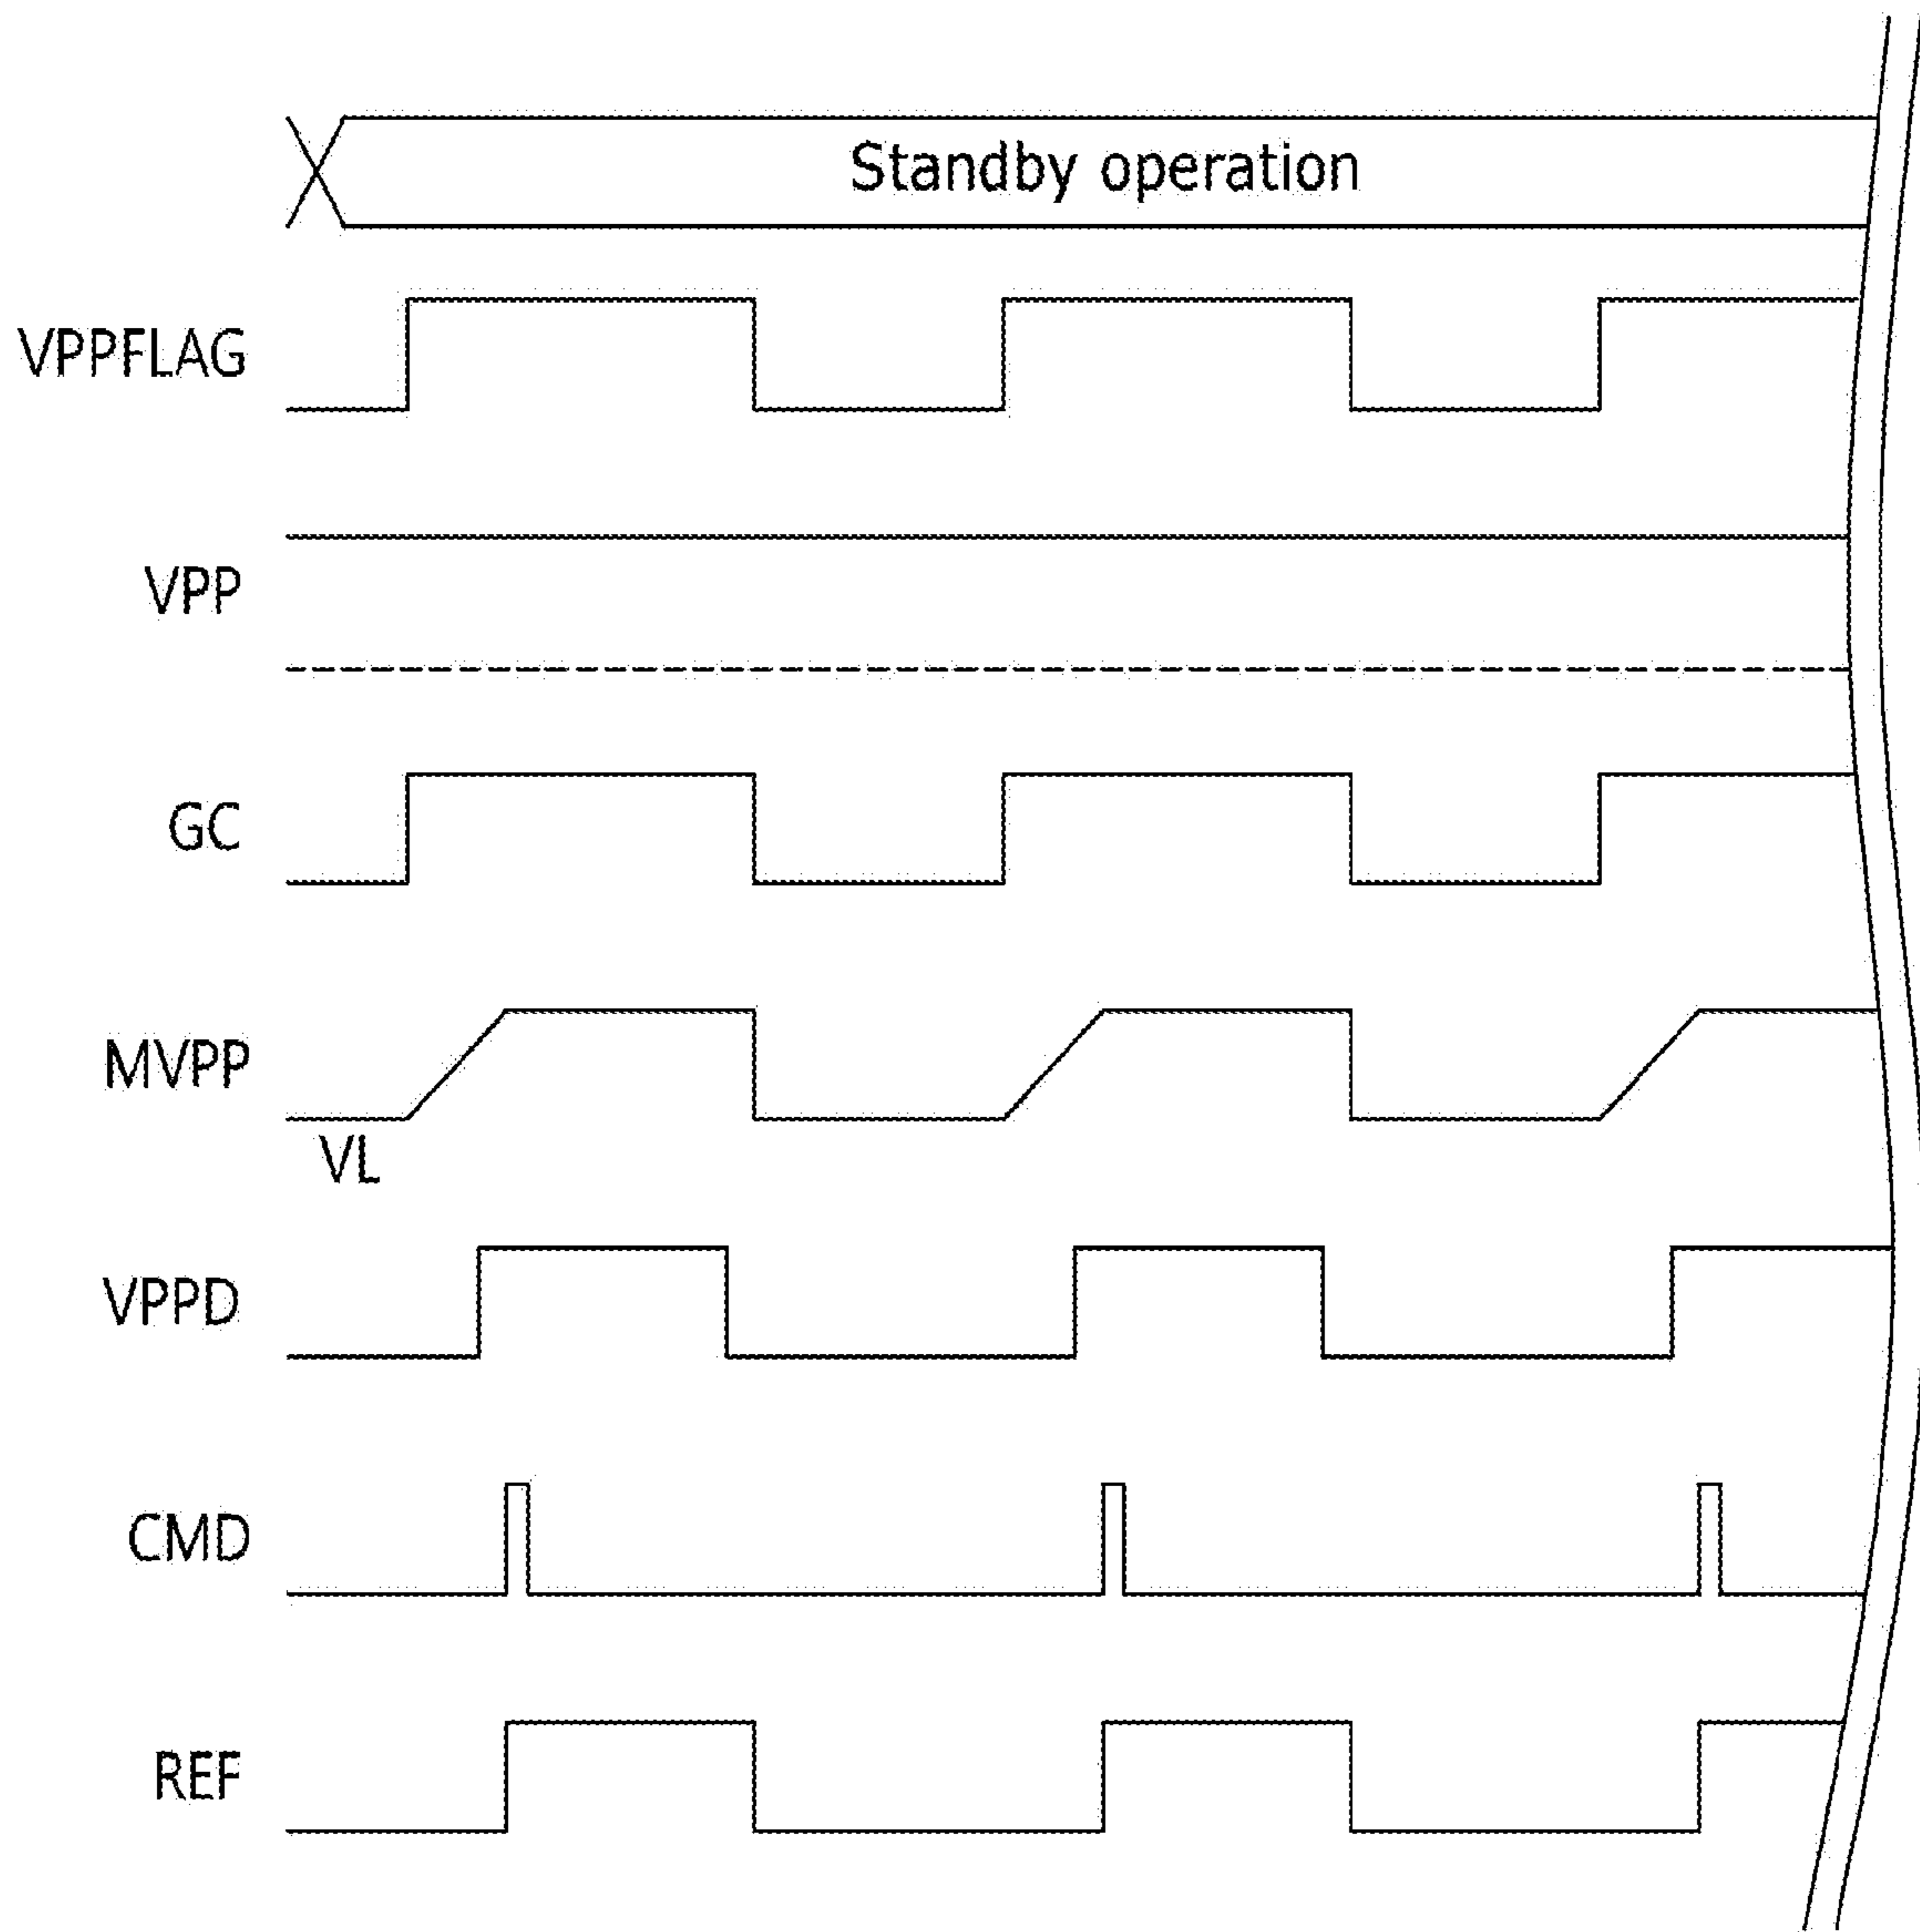 Standby operation
VPPFLAG
VPP
GC
MVPP
VL
VPPD
CMD
REF